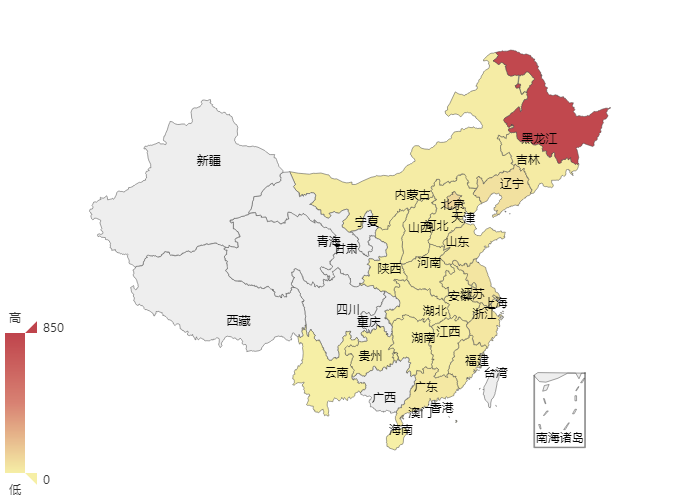 黑龙江
新疆
吉林
辽宁
内蒙古
北京
天津
宁夏
山西
河北
青海
甘肃
山东
陕西
河南
安徽
江苏
上海
四川
重庆
湖北
浙江
西藏
湖南
江西
贵州
福建
云南
台湾
广东
广西
澳门
香港
海南
南海诸岛
高
850
0
低